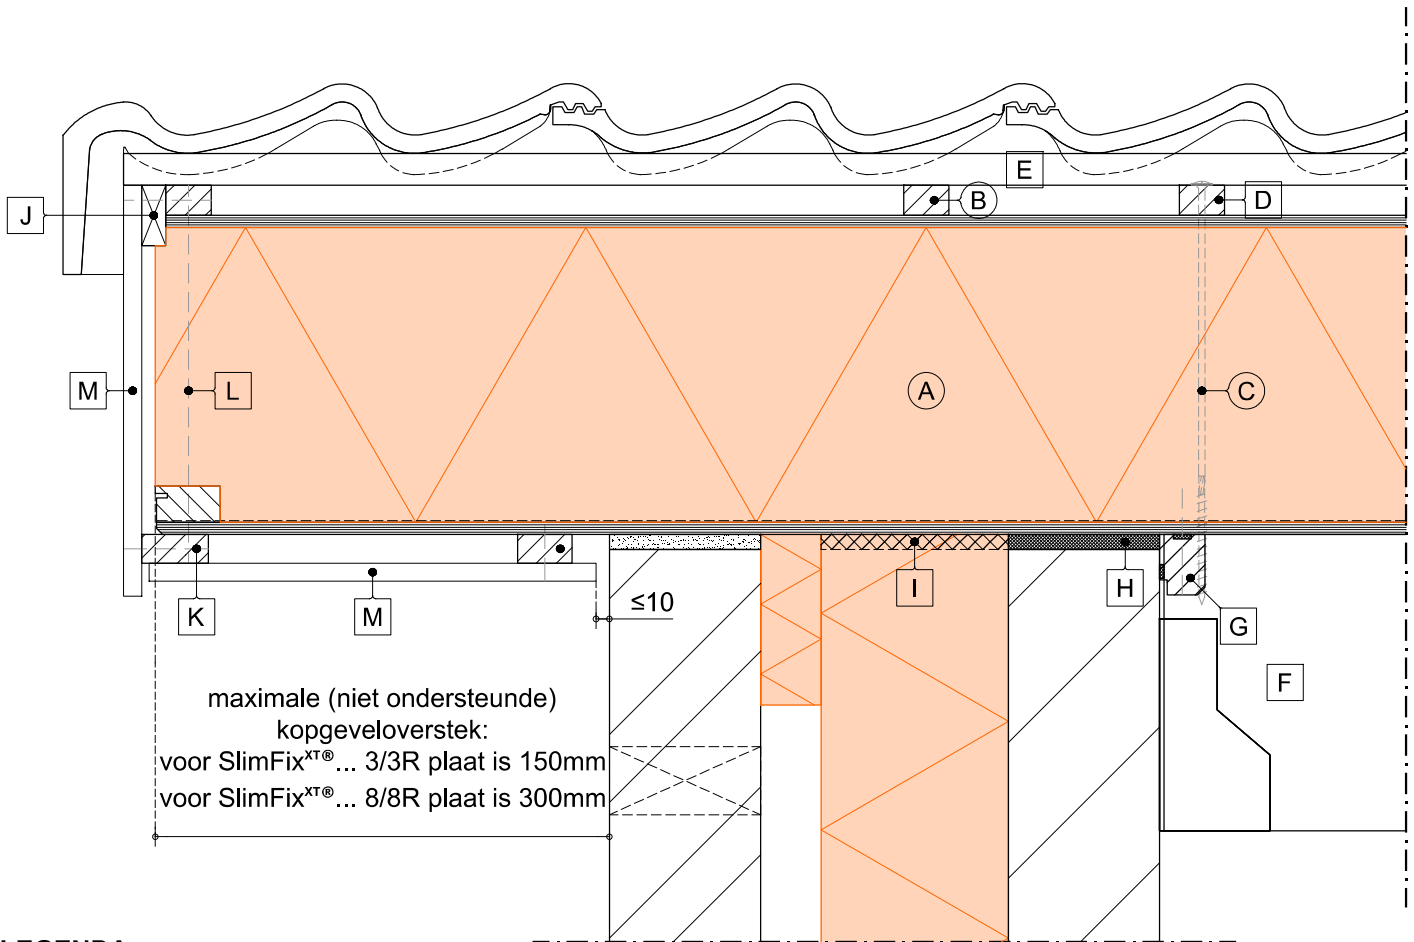 E
J
B
D
M
L
A
C
K
M
I
H
G
≤10
F
maximale (niet ondersteunde)
kopgeveloverstek:
voor SlimFixXT®... 3/3R plaat is 150mm
voor SlimFixXT®... 8/8R plaat is 300mm
LEGENDA